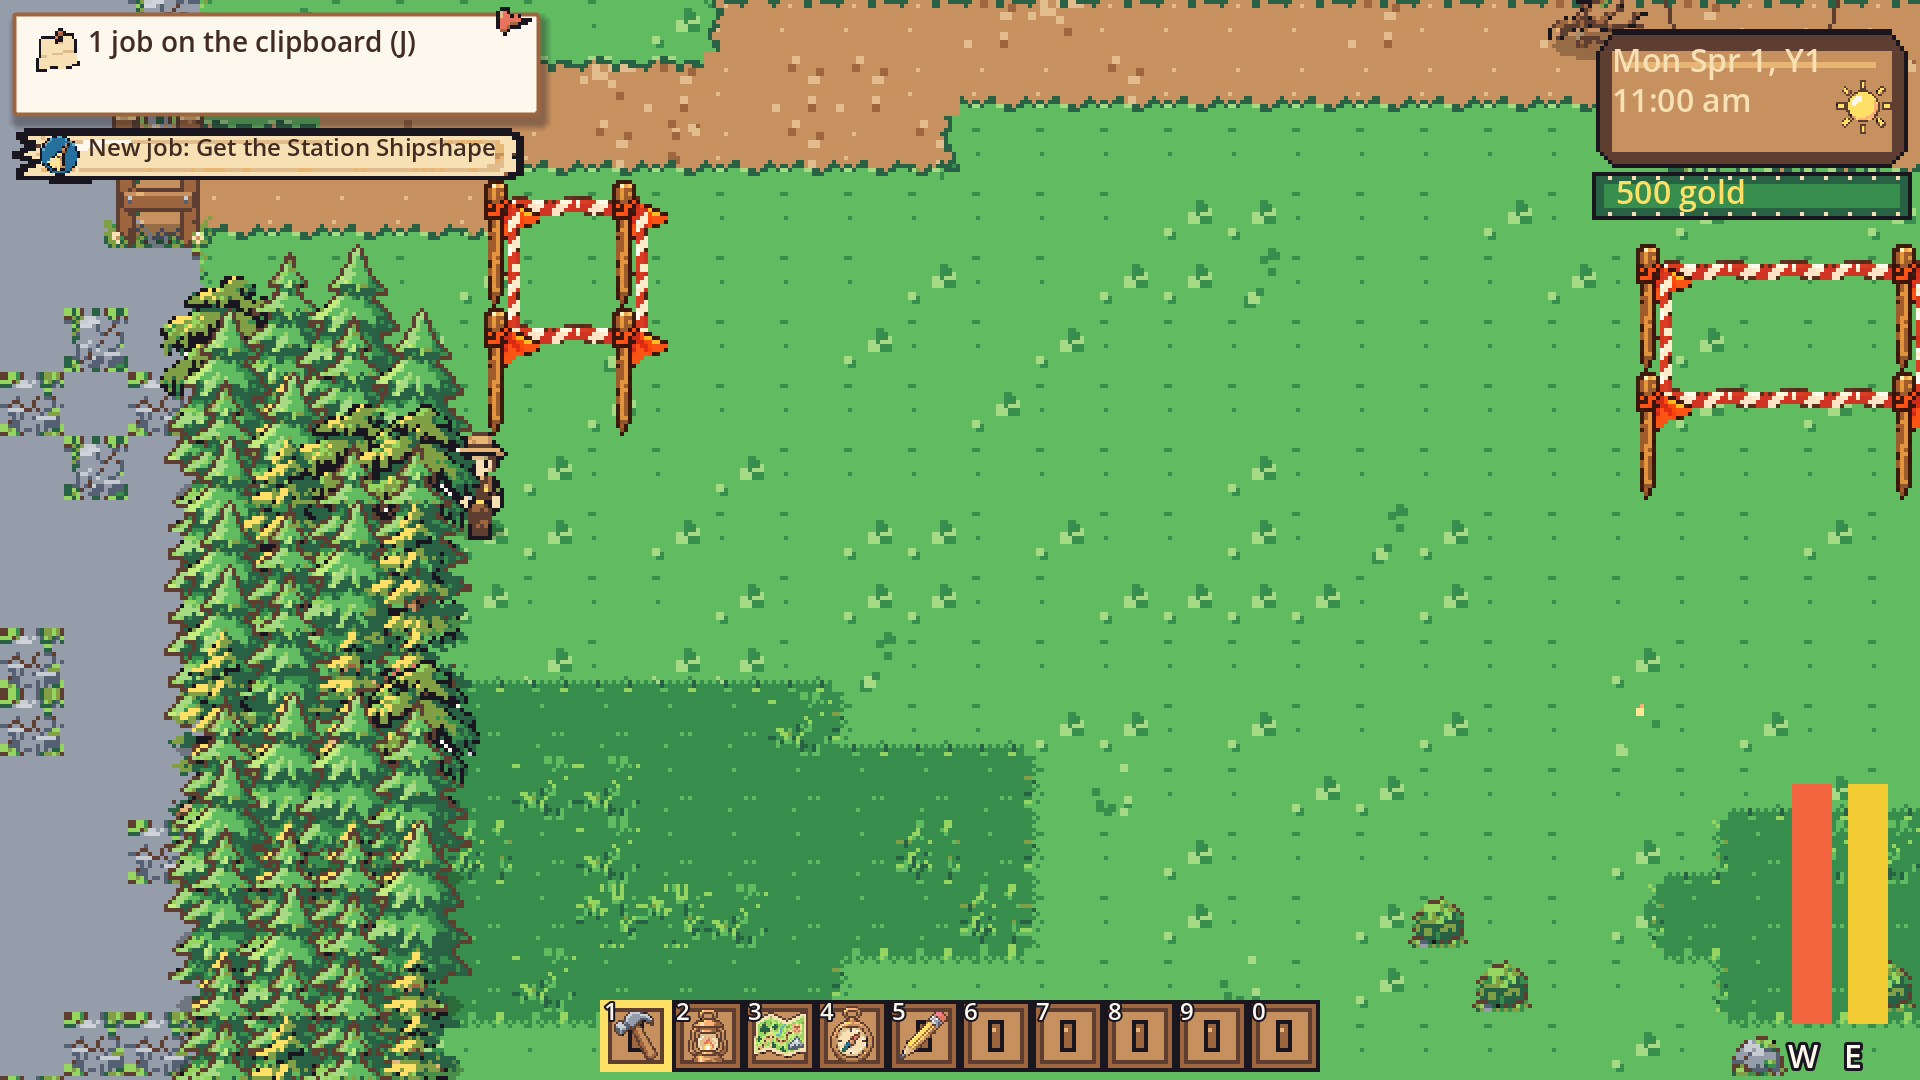 1 job on the clipboard (J)
New job: Get the Station Shipshape
Mon Spr 1, Y1
11:00 am
500 gold
1 2 3 4 5 6 7 8 9 0
W E